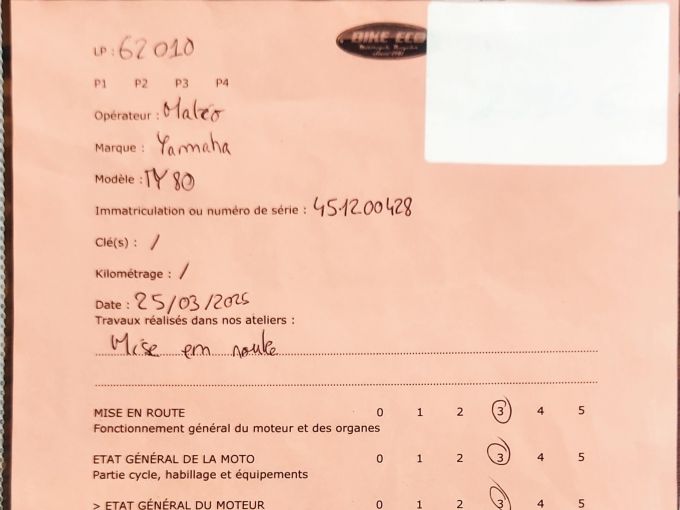 BIKE ECO
LP : 62010
P1 P2 P3 P4
Opérateur : Mateo
Marque : Yamaha
Modèle : TY 80
Immatriculation ou numéro de série : 451200428
Clé(s) : /
Kilométrage : /
Date : 25/03/2025
Travaux réalisés dans nos ateliers :
Mise en route
MISE EN ROUTE 0 1 2 3 4 5
Fonctionnement général du moteur et des organes
ETAT GÉNÉRAL DE LA MOTO 0 1 2 3 4 5
Partie cycle, habillage et équipements
> ETAT GÉNÉRAL DU MOTEUR 0 1 2 3 4 5